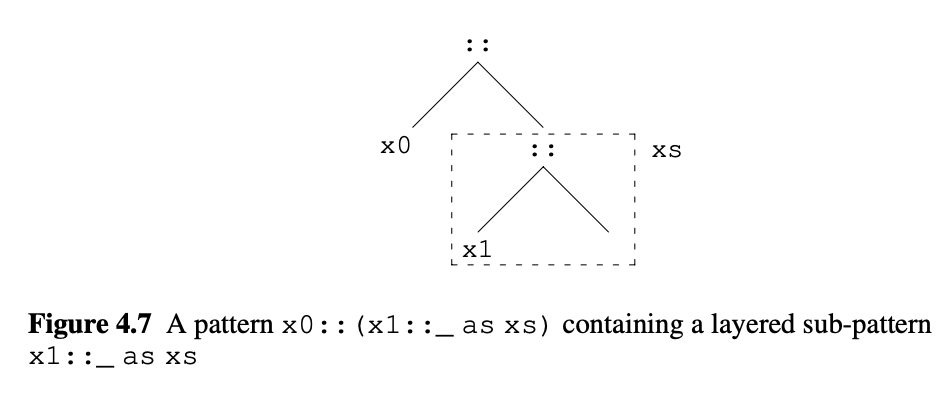 ::
x0
:: xs
x1
Figure 4.7 A pattern x0::(x1::_ as xs) containing a layered sub-pattern
x1::_ as xs